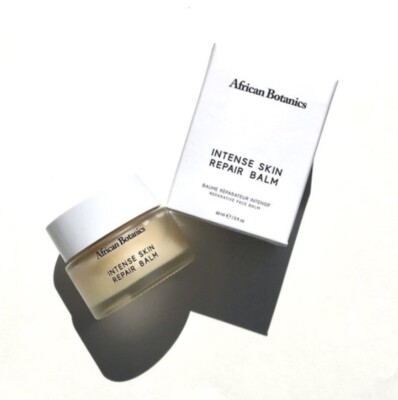 African Botanics
INTENSE SKIN
REPAIR BALM
BAUME RÉPARATEUR INTENSIF
REPARATIVE FACE BALM
African Botanics
INTENSE SKIN
REPAIR BALM